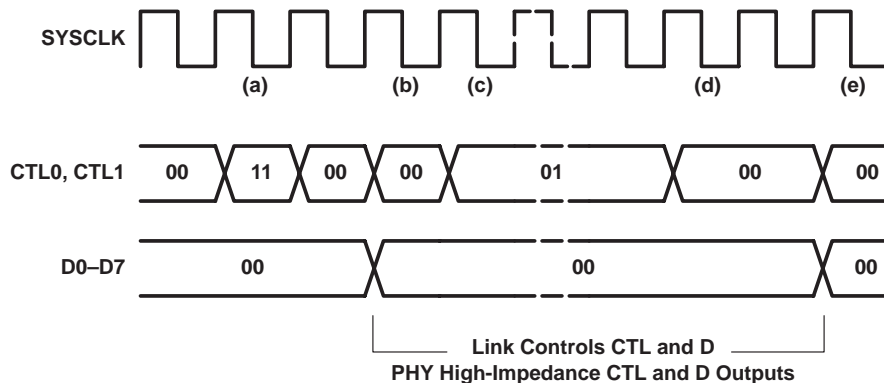 SYSCLK
(a) (b) (c) (d) (e)
CTL0, CTL1 00 11 00 00 01 00 00
D0–D7 00 00 00
Link Controls CTL and D
PHY High-Impedance CTL and D Outputs